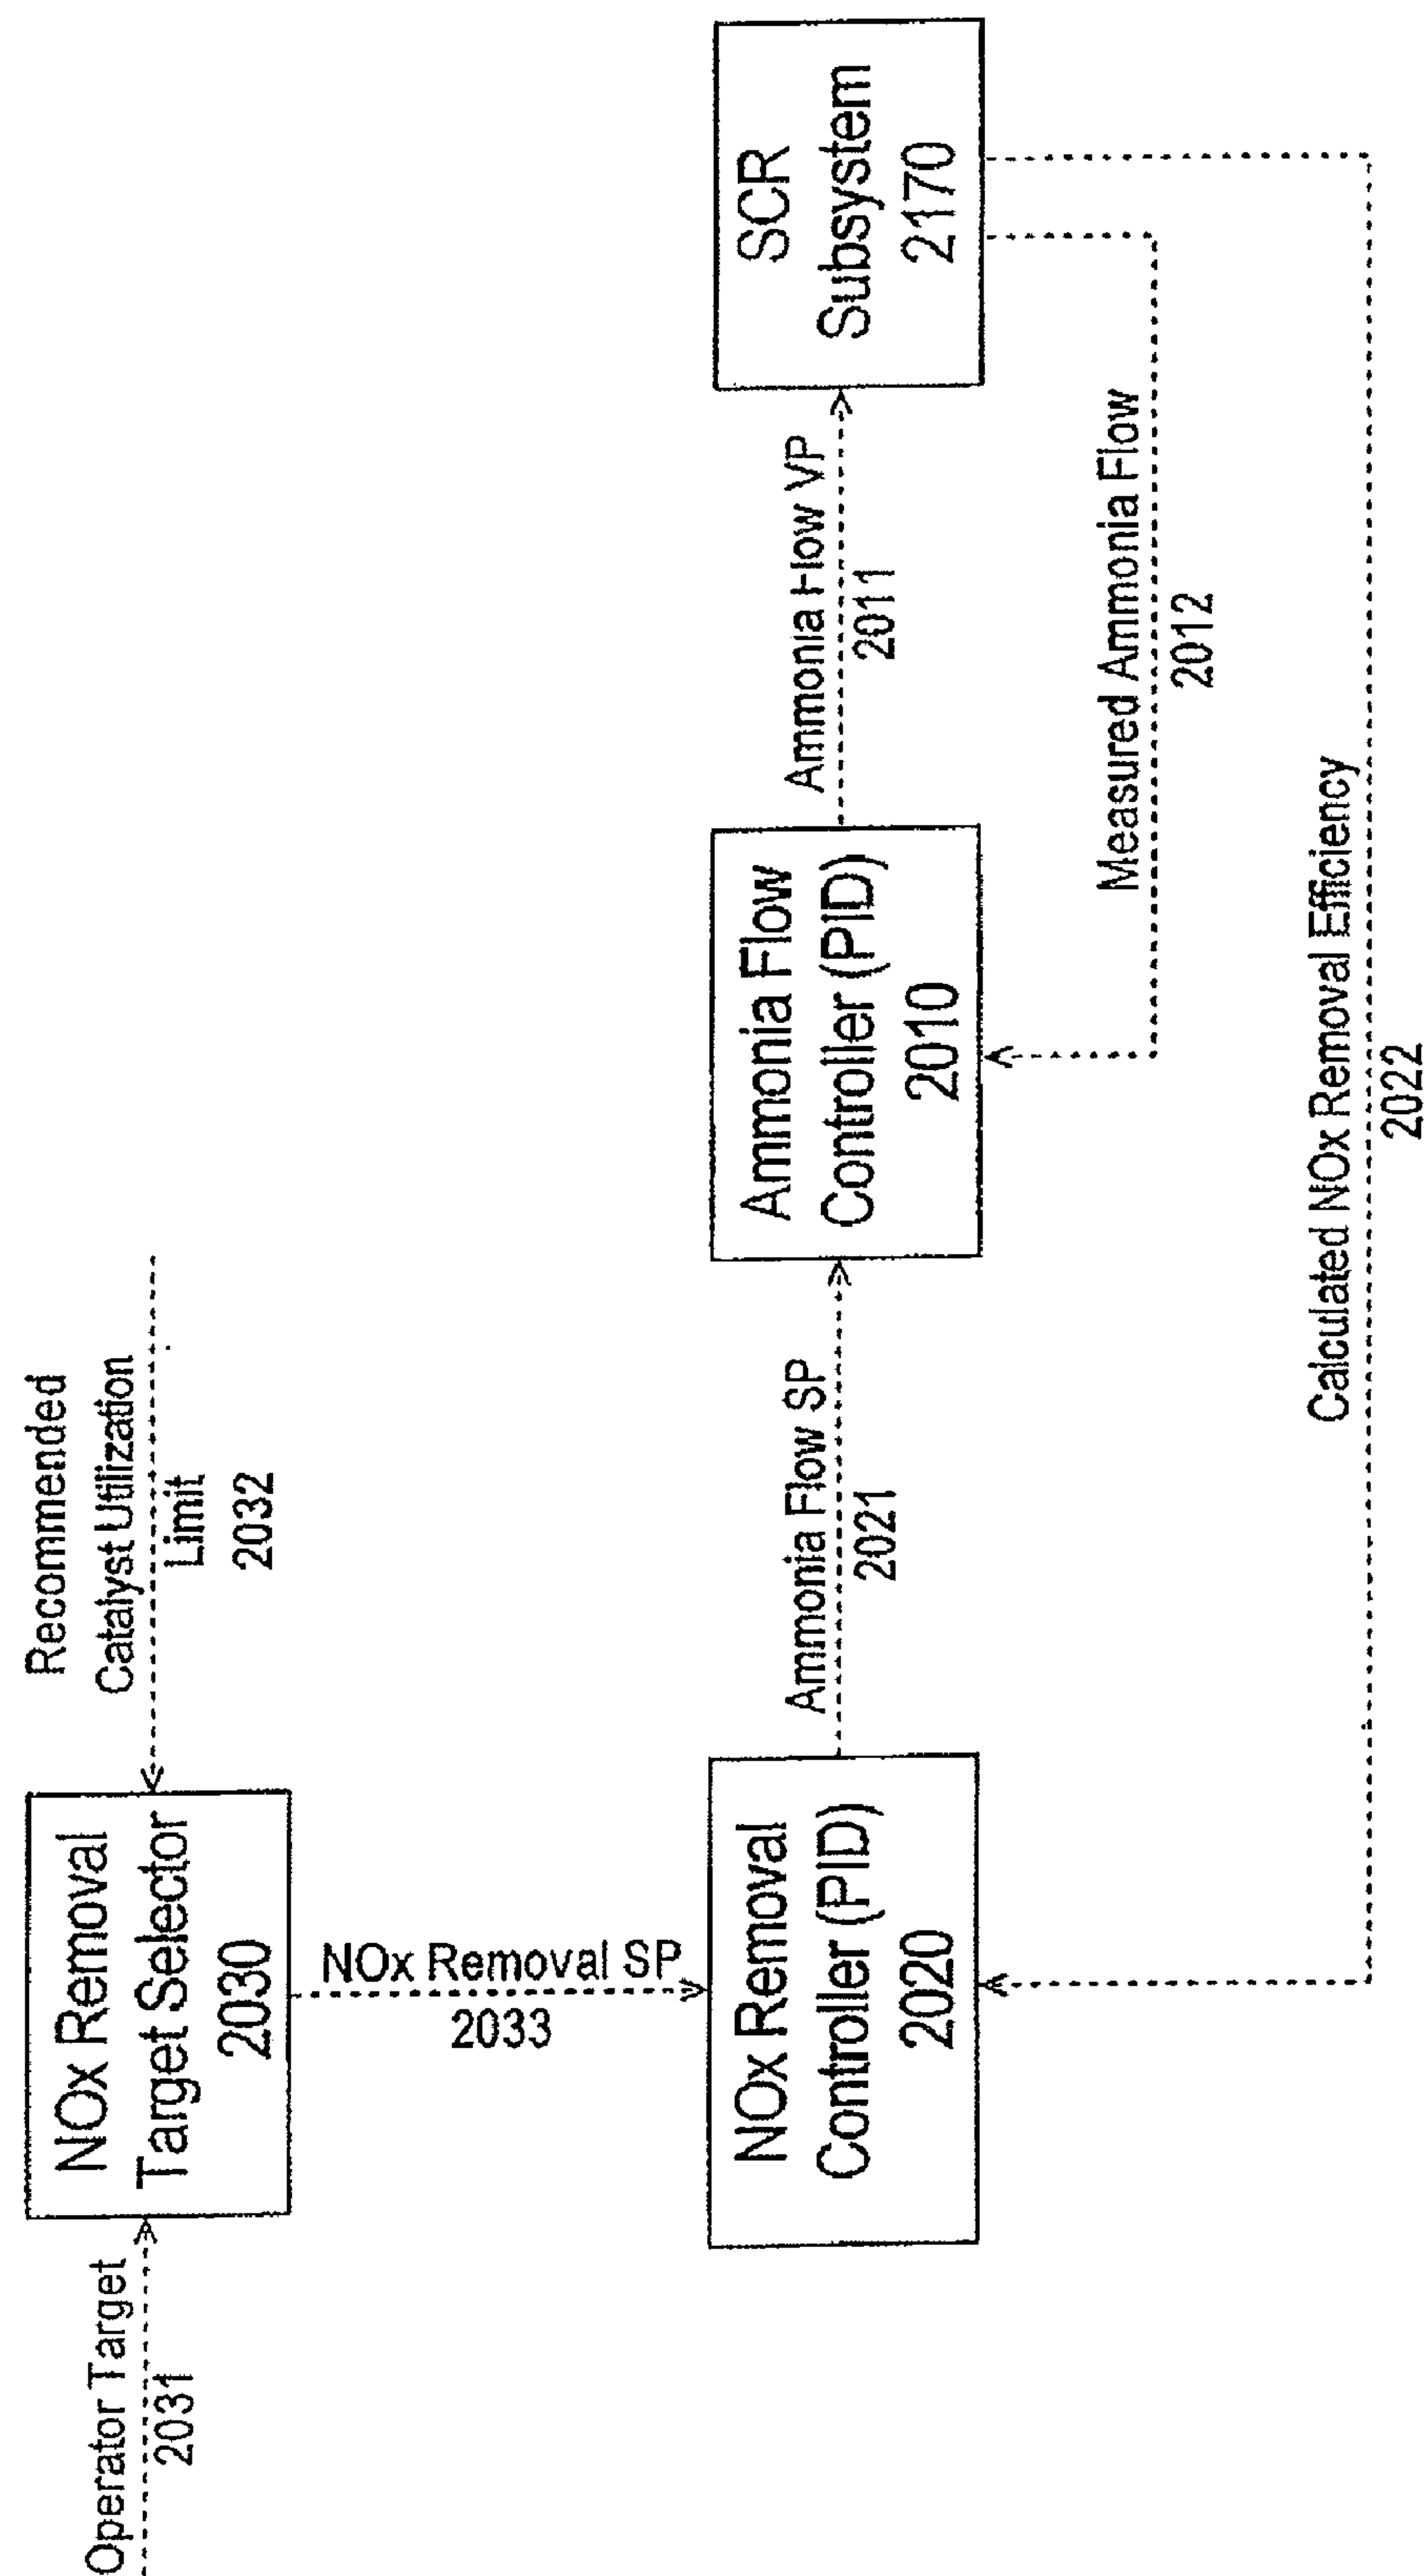 Operator Target
2031
NOx Removal
Target Selector
2030
Recommended
Catalyst Utilization
Limit
2032
NOx Removal SP
2033
NOx Removal
Controller (PID)
2020
Ammonia Flow SP
2021
Ammonia Flow
Controller (PID)
2010
Ammonia Flow VP
2011
SCR
Subsystem
2170
Measured Ammonia Flow
2012
Calculated NOx Removal Efficiency
2022